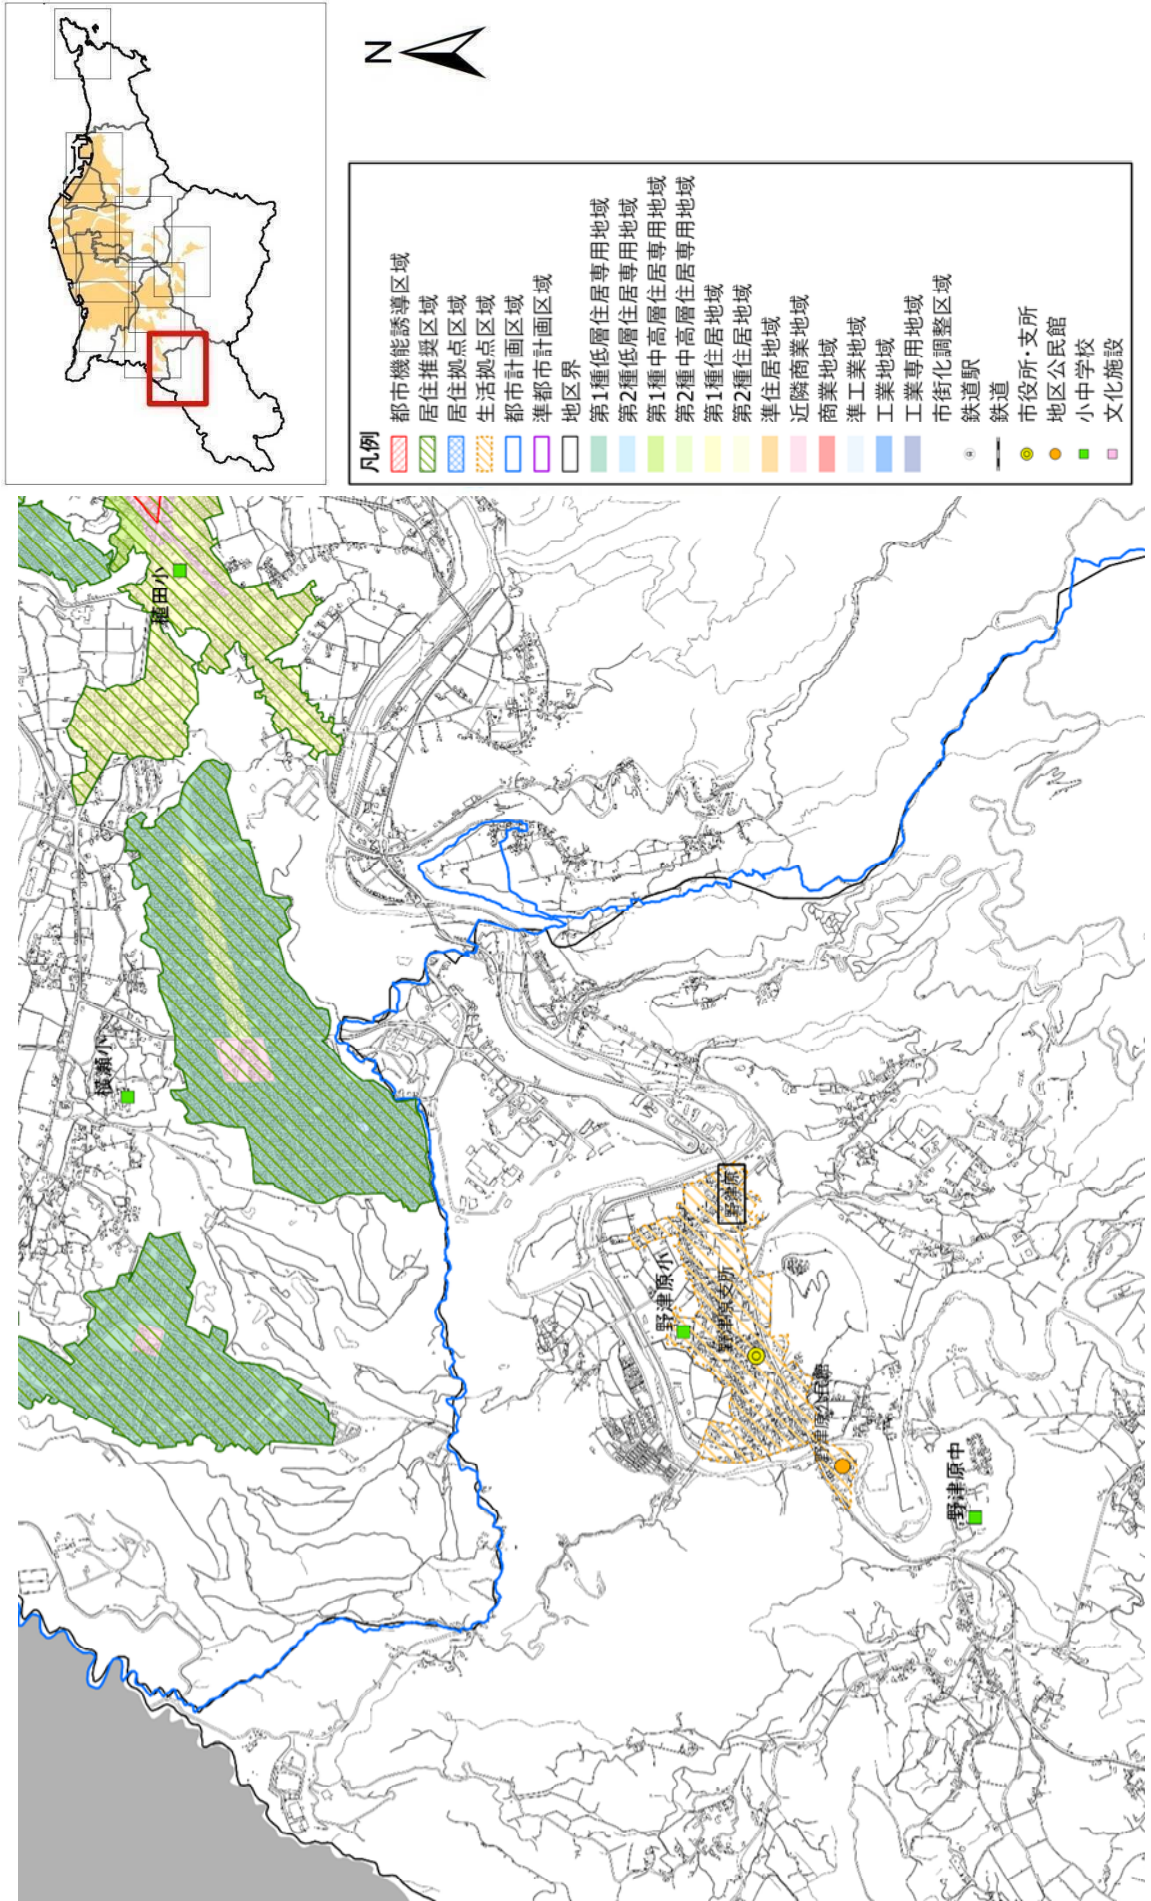 N
凡例
都市機能誘導区域
居住推奨区域
居住拠点区域
生活拠点区域
都市計画区域
準都市計画区域
地区界
第1種低層住居専用地域
第2種低層住居専用地域
第1種中高層住居専用地域
第2種中高層住居専用地域
第1種住居地域
第2種住居地域
準住居地域
近隣商業地域
商業地域
準工業地域
工業地域
工業専用地域
市街化調整区域
鉄道駅
鉄道
市役所・支所
地区公民館
小中学校
文化施設
植田小
横瀬小
野津原
野津原小
野津原支所
野津原公民館
野津原中